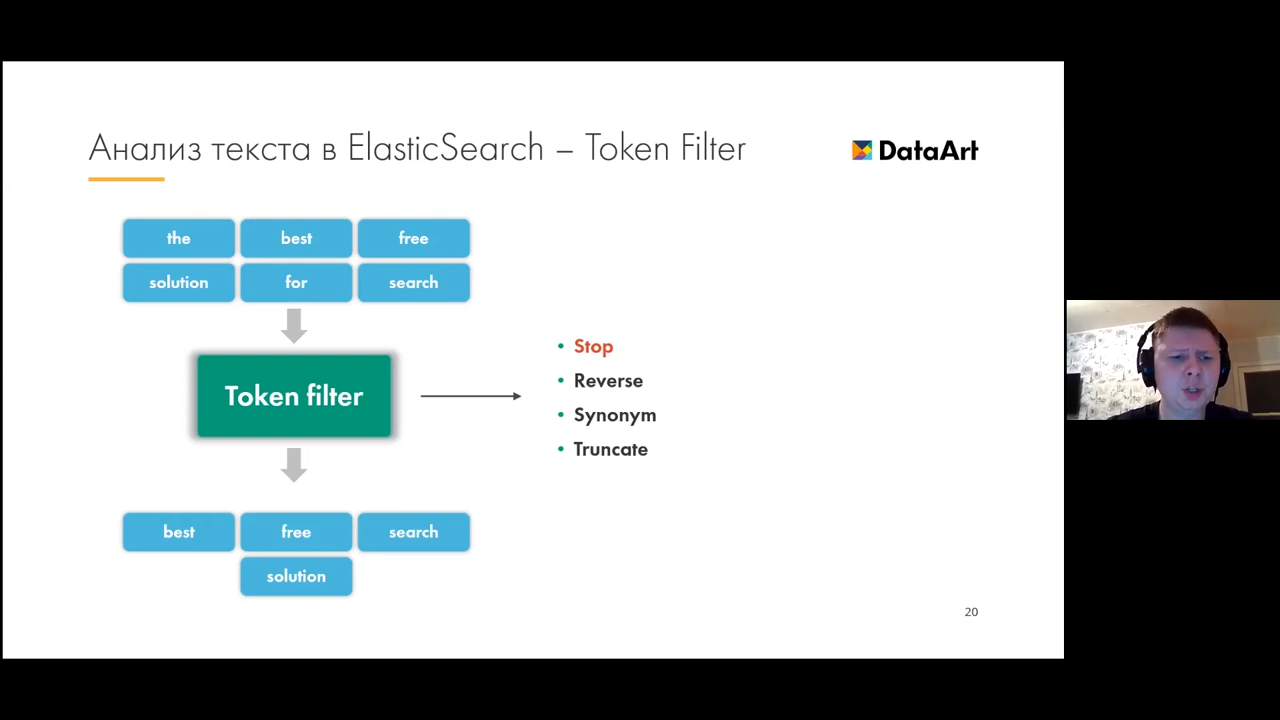 Анализ текста в ElasticSearch – Token Filter
DataArt
the best free
solution for search
Token filter
• Stop
• Reverse
• Synonym
• Truncate
best free search
solution
20